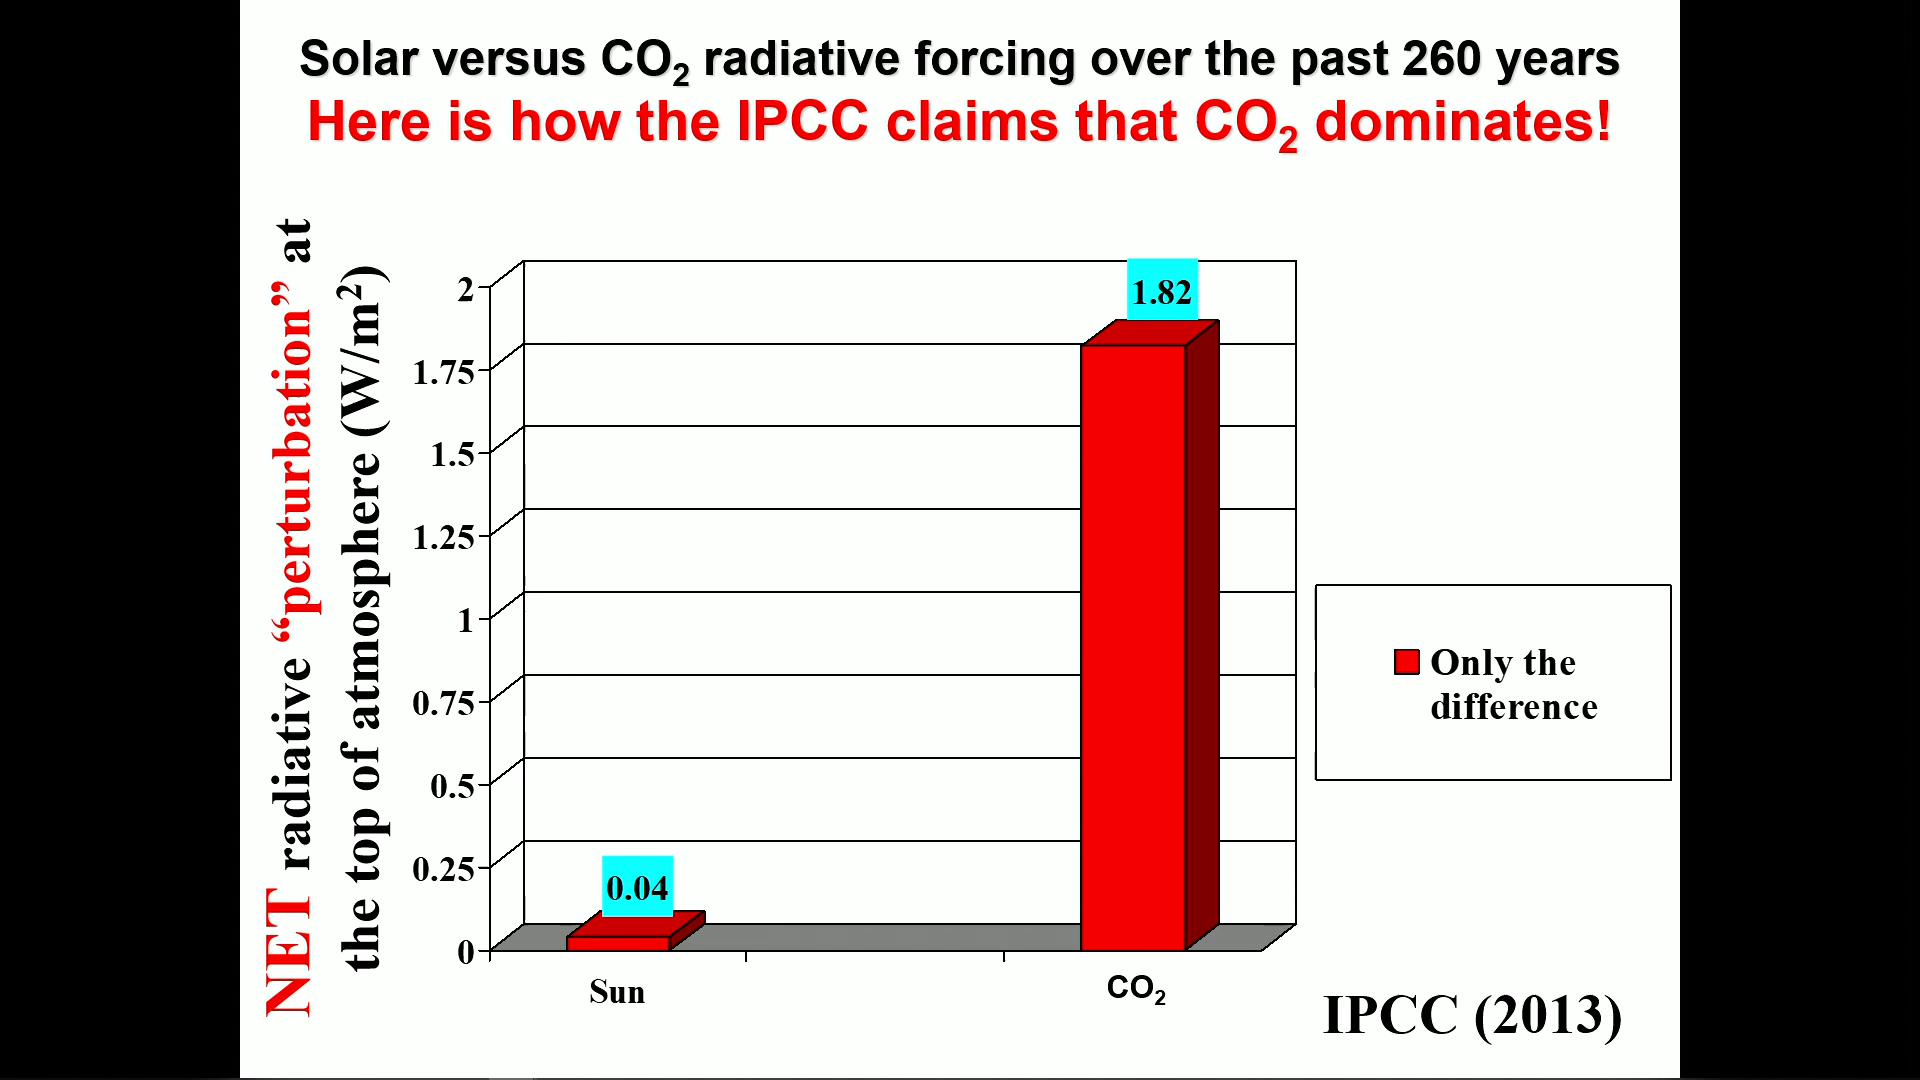 Solar versus CO₂ radiative forcing over the past 260 years
Here is how the IPCC claims that CO₂ dominates!
NET radiative “perturbation” at
the top of atmosphere (W/m²)
2
1.75
1.5
1.25
1
0.75
0.5
0.25
0
1.82
0.04
Sun
CO₂
Only the
difference
IPCC (2013)